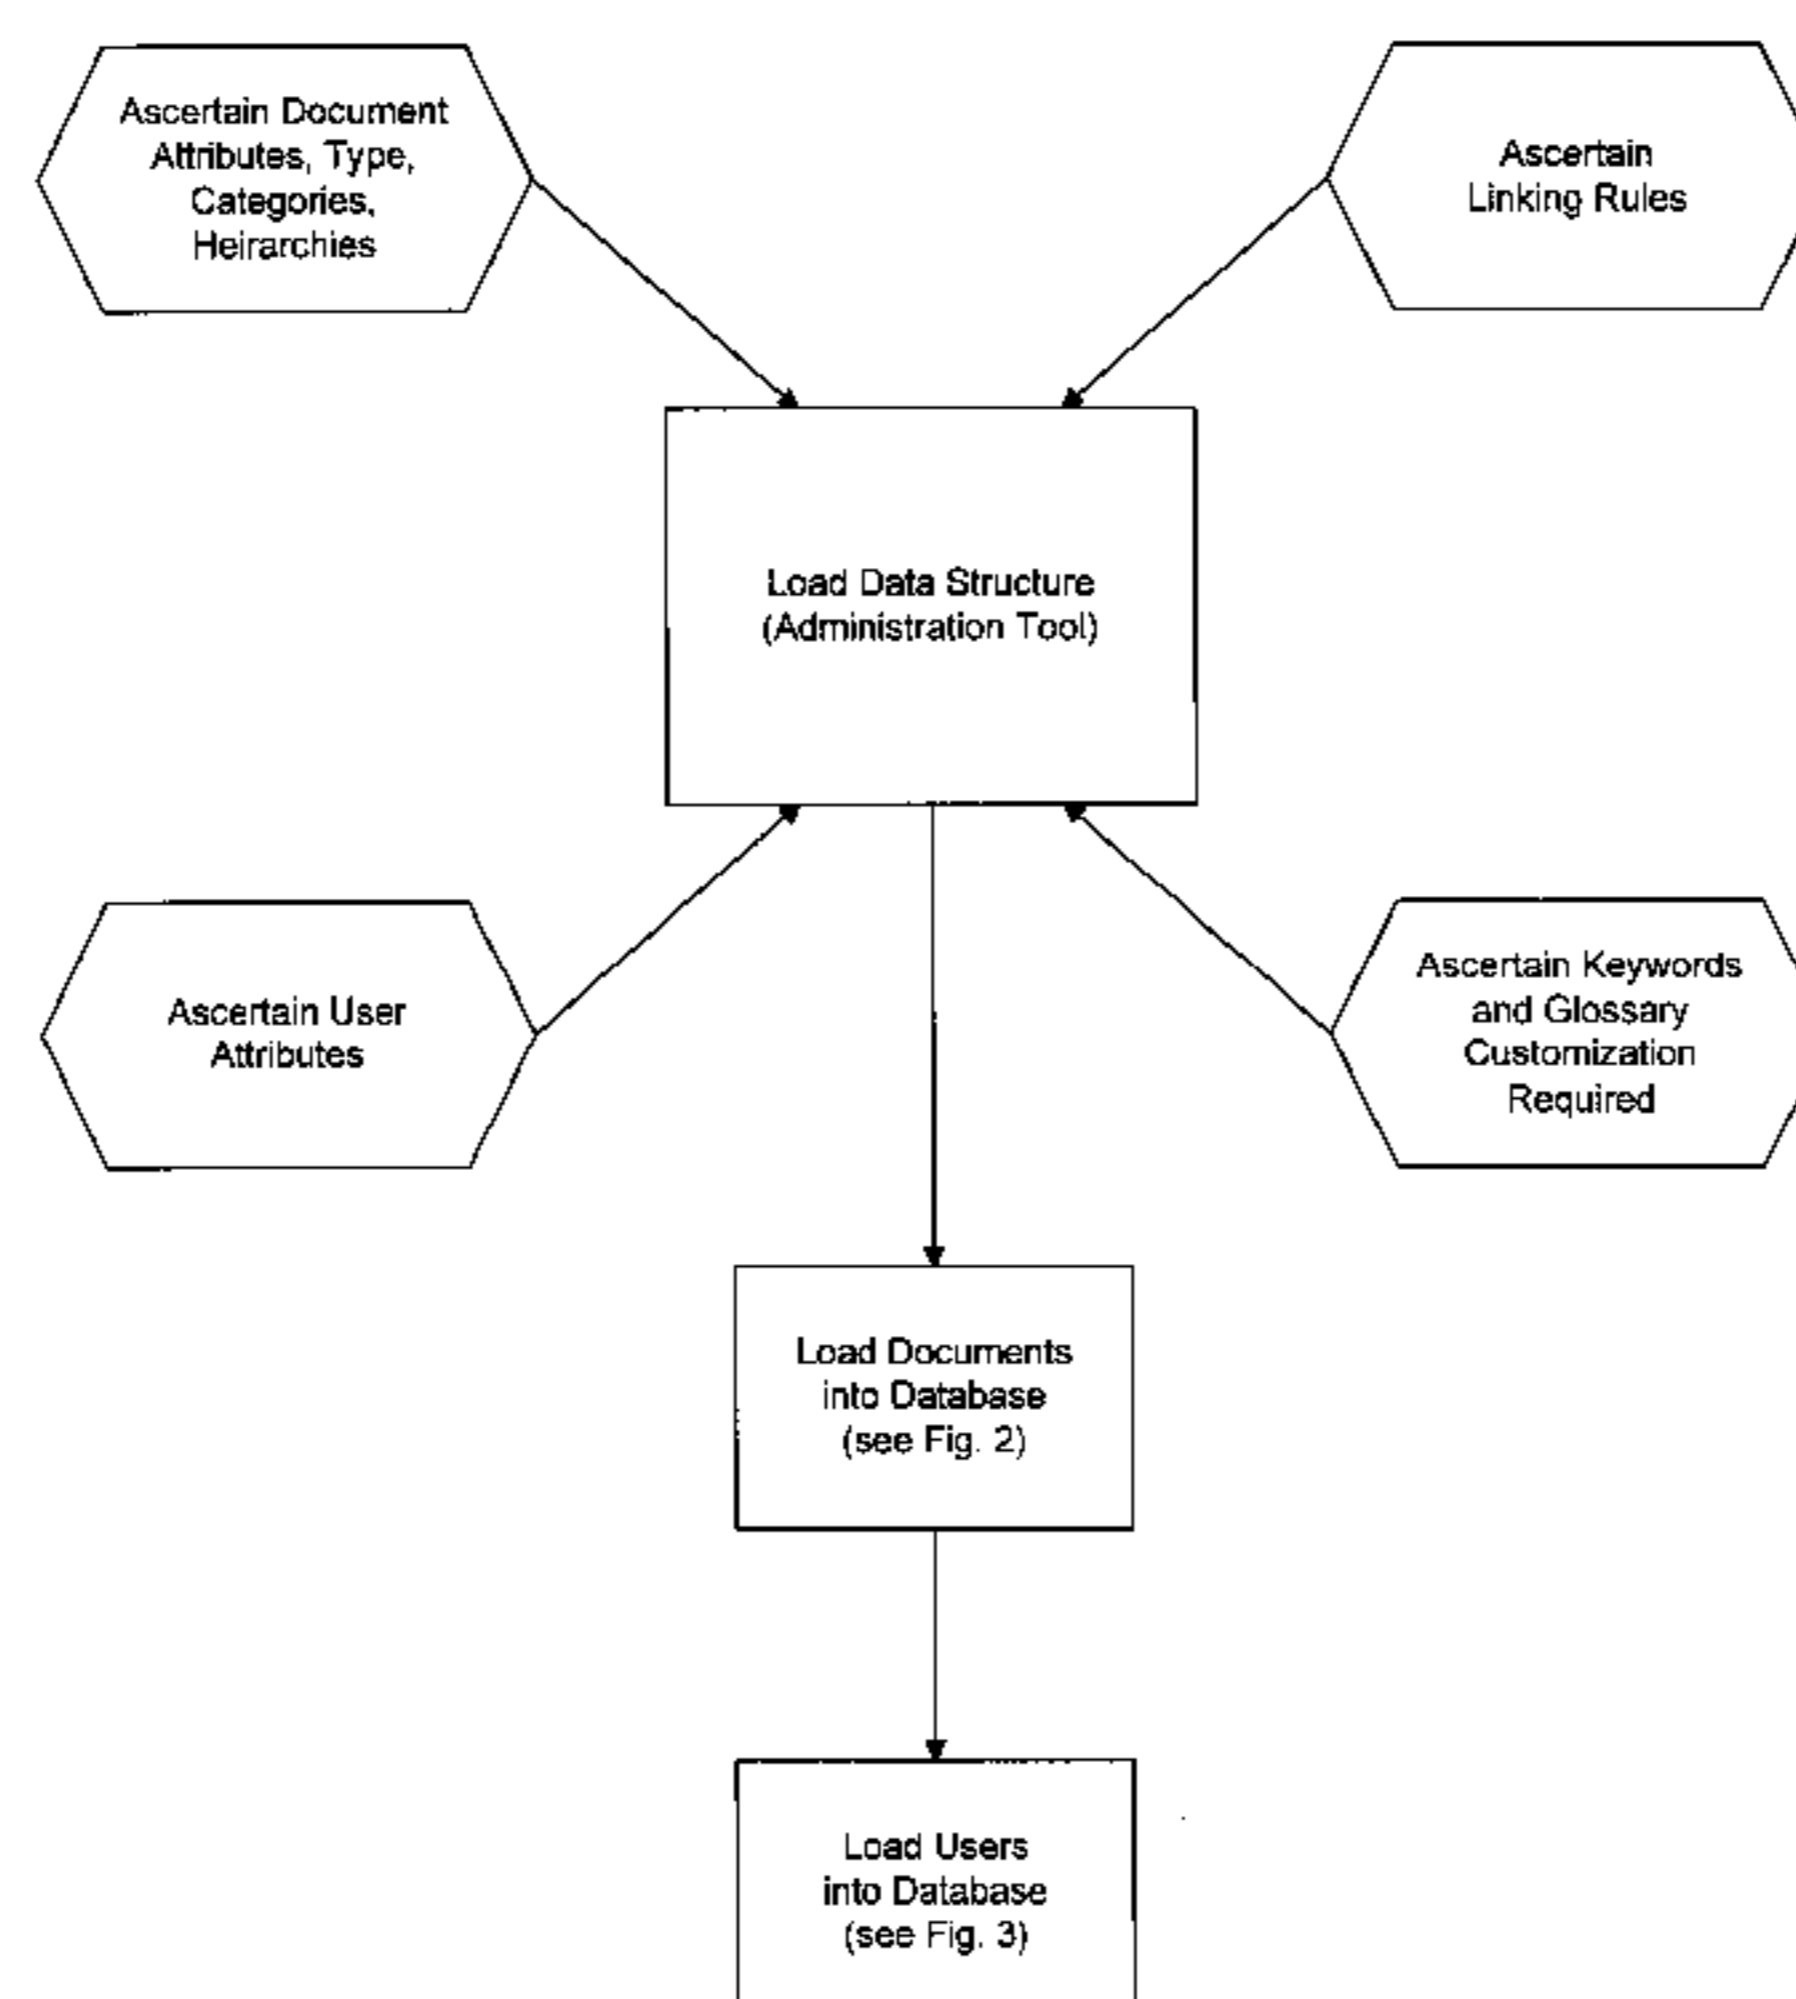 Ascertain Document
Attributes, Type,
Categories,
Heirarchies
Ascertain
Linking Rules
Load Data Structure
(Administration Tool)
Ascertain User
Attributes
Ascertain Keywords
and Glossary
Customization
Required
Load Documents
into Database
(see Fig. 2)
Load Users
into Database
(see Fig. 3)